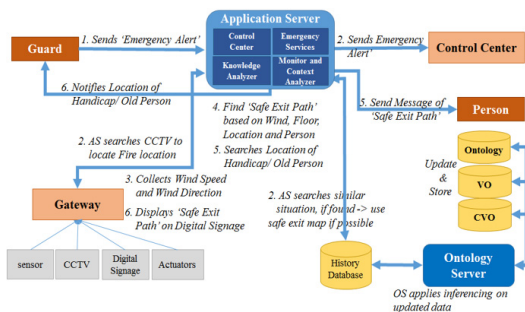 Application Server
Control
Center
Emergency
Services
Knowledge
Analyzer
Monitor and
Context
Analyzer
Guard
1. Sends 'Emergency
Alert'
2. Sends Emergency
Alert'
Control Center
6. Notifies Location of
Handicap/ Old Person
4. Find 'Safe Exit Path'
based on Wind, Floor,
Location and Person
5. Searches Location of
Handicap/ Old Person
5. Send Message of
'Safe Exit Path'
Person
2. AS searches CCTV to
locate Fire location
3. Collects Wind Speed
and Wind Direction
6. Displays 'Safe Exit
Path' on Digital Signage
Gateway
sensor
CCTV
Digital
Signage
Actuators
2. AS searches similar
situation, if found -> use
safe exit map if possible
Update
&
Store
Ontology
VO
CVO
History
Database
Ontology
Server
OS applies inferencing on
updated data